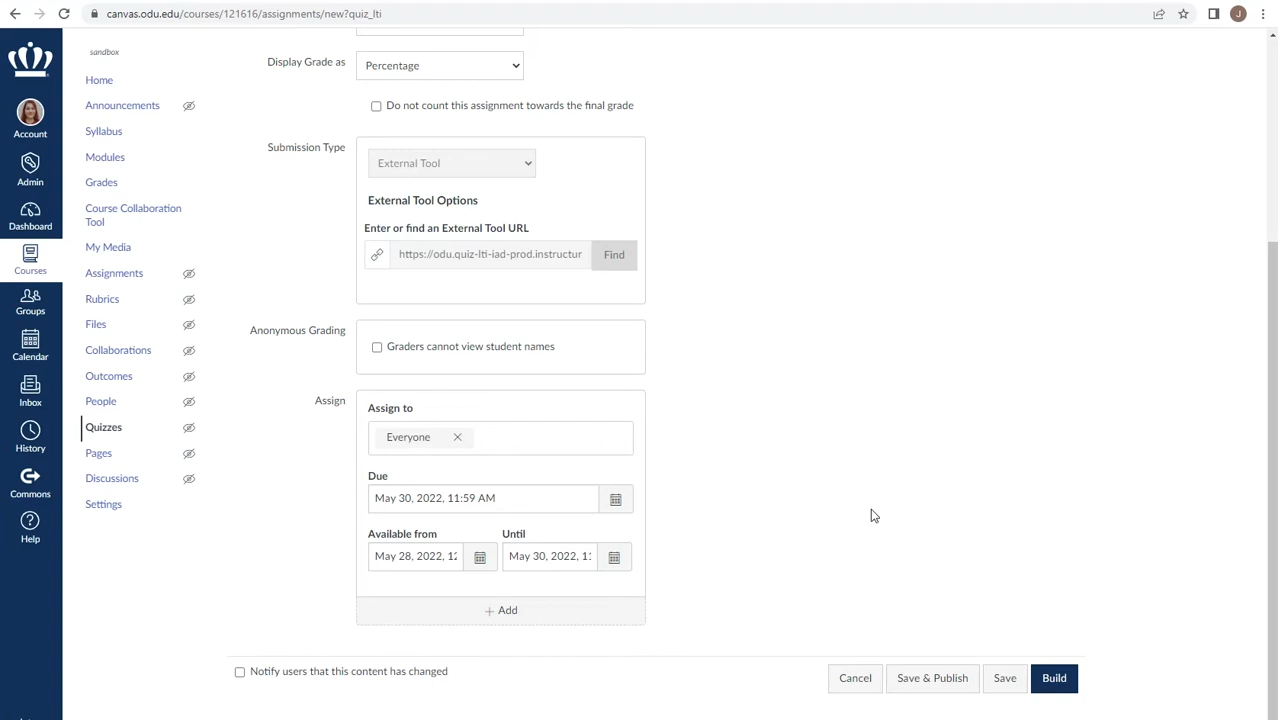 canvas.odu.edu/courses/121616/assignments/new?quiz_lti
J
Account
Admin
Dashboard
Courses
Groups
Calendar
Inbox
History
Commons
Help
sandbox
Home
Announcements
Syllabus
Modules
Grades
Course Collaboration
Tool
My Media
Assignments
Rubrics
Files
Collaborations
Outcomes
People
Quizzes
Pages
Discussions
Settings
Display Grade as
Percentage
Do not count this assignment towards the final grade
Submission Type
External Tool
External Tool Options
Enter or find an External Tool URL
https://odu.quiz-lti-iad-prod.instructur
Find
Anonymous Grading
Graders cannot view student names
Assign
Assign to
Everyone
Due
May 30, 2022, 11:59 AM
Available from
Until
May 28, 2022, 12
May 30, 2022, 11:
+ Add
Notify users that this content has changed
Cancel
Save & Publish
Save
Build